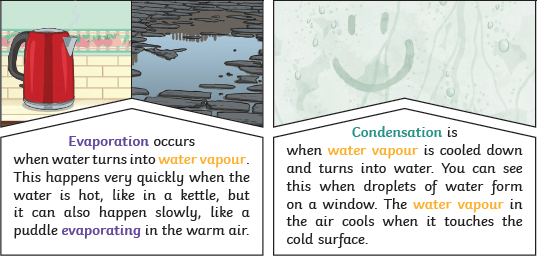 Evaporation occurs
when water turns into water vapour.
This happens very quickly when the
water is hot, like in a kettle, but
it can also happen slowly, like a
puddle evaporating in the warm air.
Condensation is
when water vapour is cooled down
and turns into water. You can see
this when droplets of water form
on a window. The water vapour in
the air cools when it touches the
cold surface.